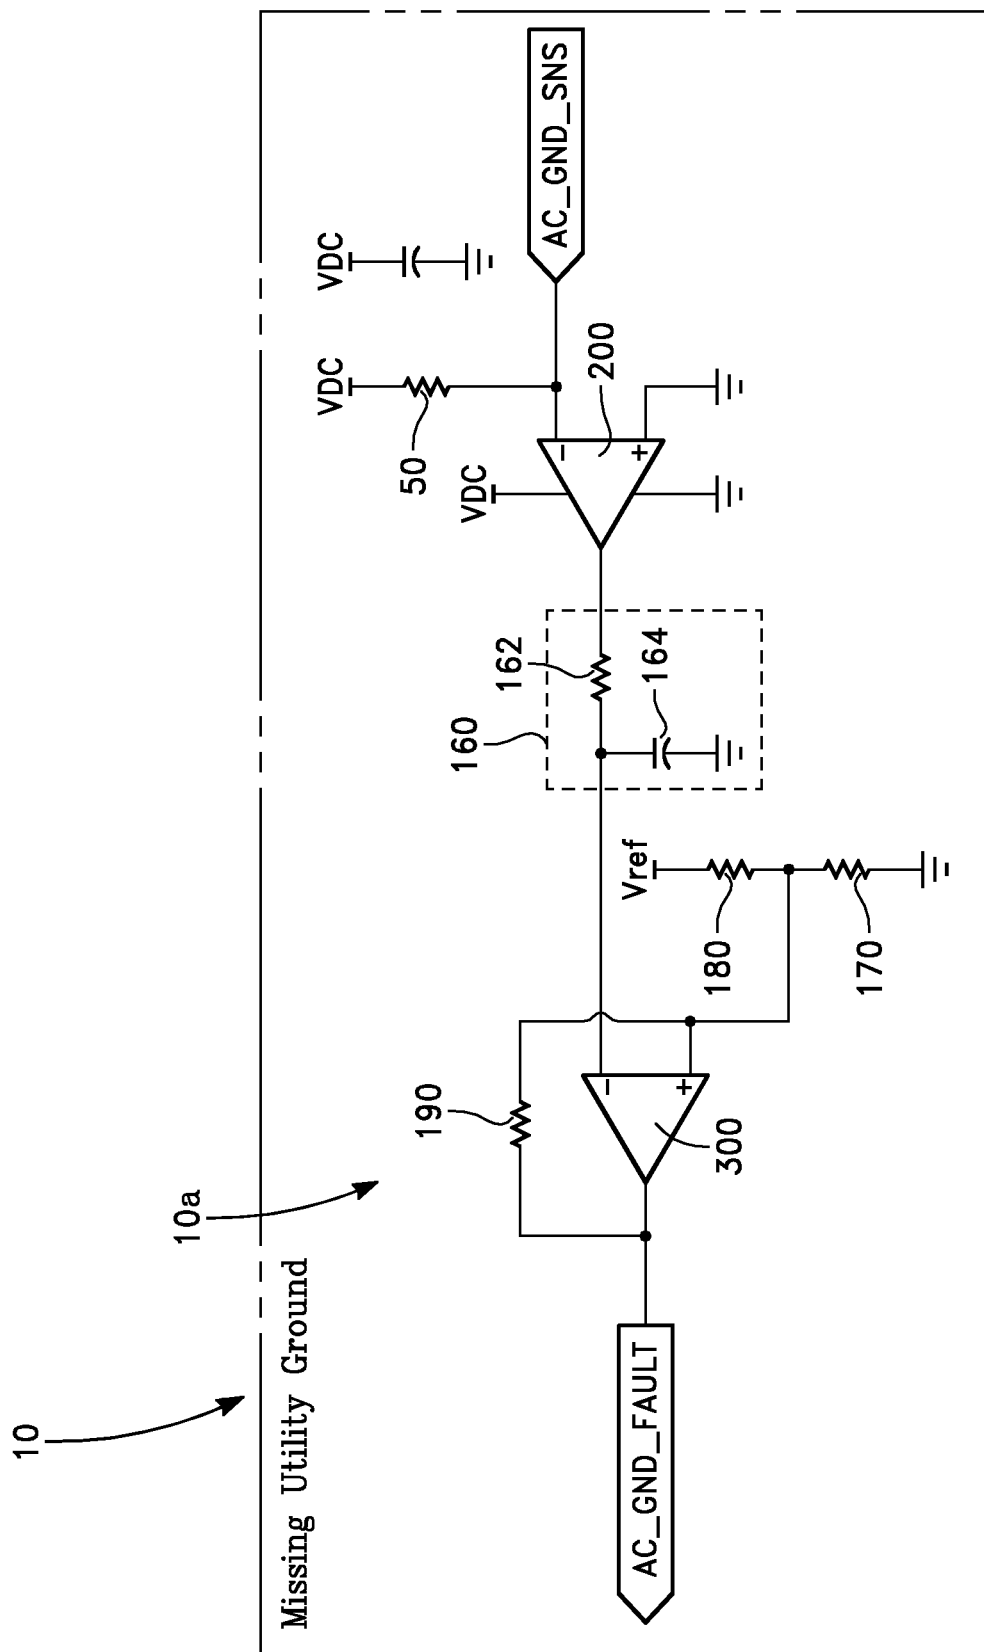 10
Missing Utility Ground
10a
AC_GND_FAULT
190
300
-
+
180
Vref
170
160
162
164
VDC
50
VDC
200
-
+
VDC
AC_GND_SNS